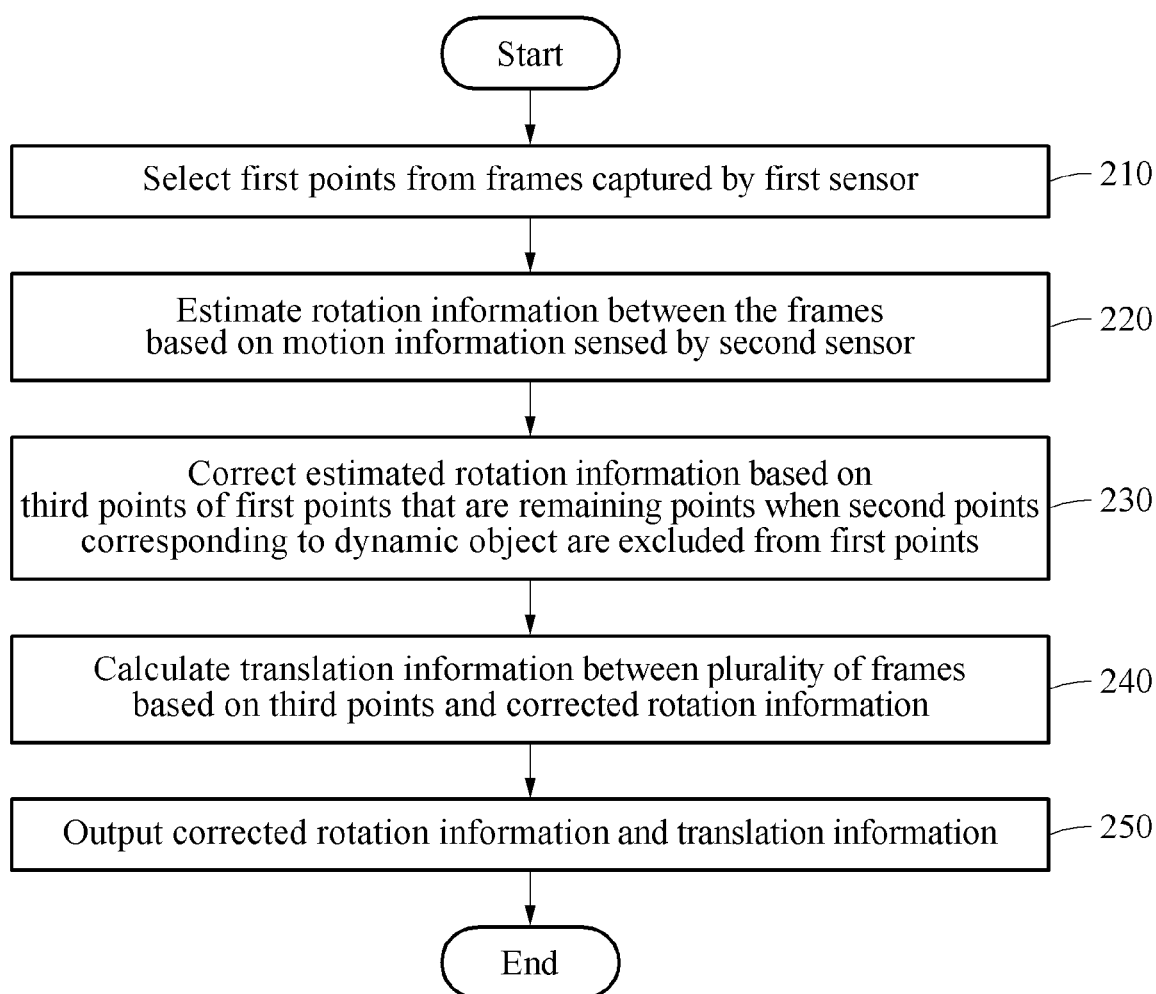 Start
Select first points from frames captured by first sensor
210
Estimate rotation information between the frames
based on motion information sensed by second sensor
220
Correct estimated rotation information based on
third points of first points that are remaining points when second points
corresponding to dynamic object are excluded from first points
230
Calculate translation information between plurality of frames
based on third points and corrected rotation information
240
Output corrected rotation information and translation information
250
End